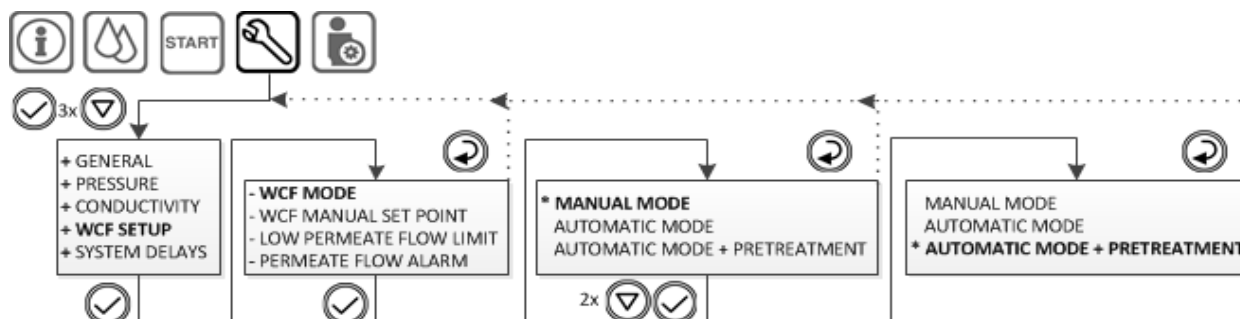 START
3x
+ GENERAL
+ PRESSURE
+ CONDUCTIVITY
+ WCF SETUP
+ SYSTEM DELAYS
- WCF MODE
- WCF MANUAL SET POINT
- LOW PERMEATE FLOW LIMIT
- PERMEATE FLOW ALARM
* MANUAL MODE
AUTOMATIC MODE
AUTOMATIC MODE + PRETREATMENT
2x
MANUAL MODE
AUTOMATIC MODE
* AUTOMATIC MODE + PRETREATMENT